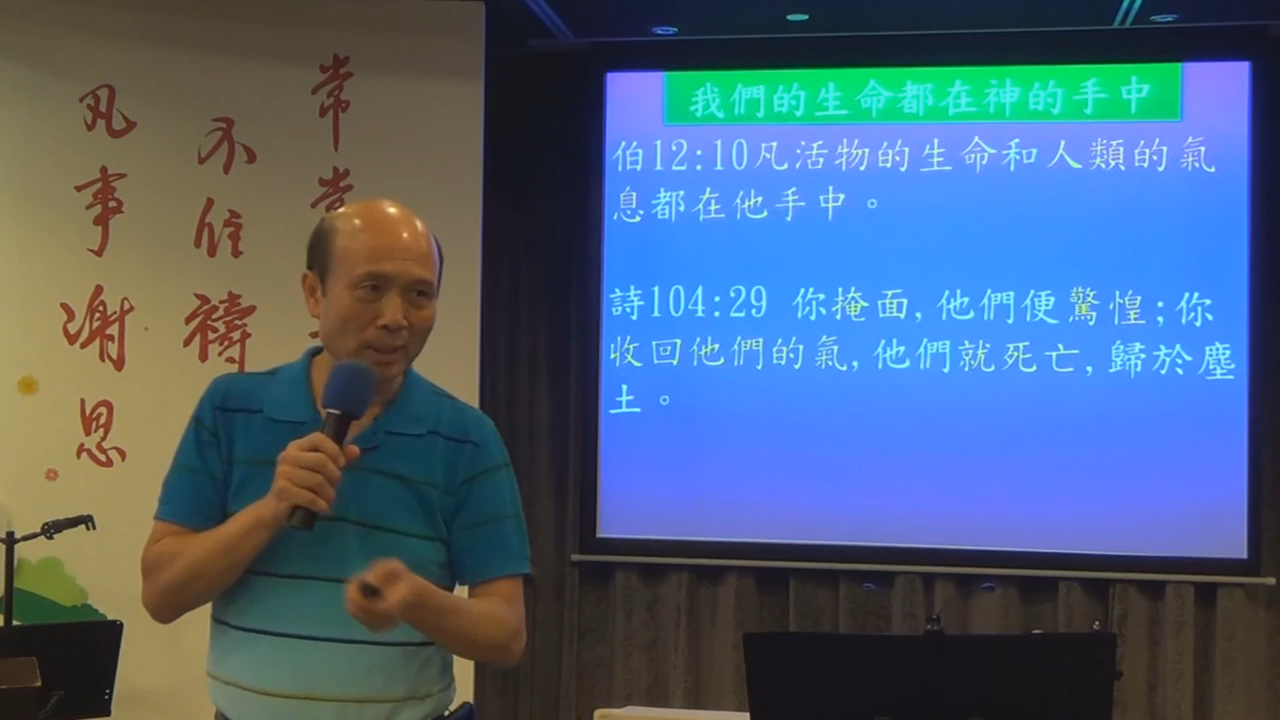 常常
不住禱
凡事謝恩
我們的生命都在神的手中
伯12:10凡活物的生命和人類的氣
息都在他手中。
詩104:29 你掩面,他們便驚惶;你
收回他們的氣,他們就死亡,歸於塵
土。